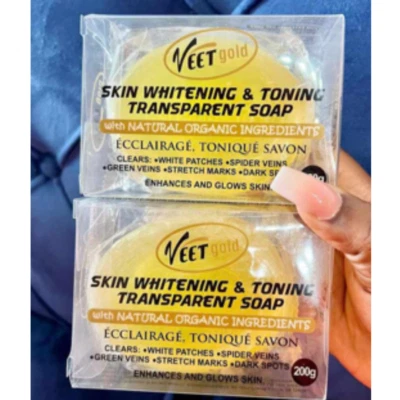 VEET gold
SKIN WHITENING & TONING
TRANSPARENT SOAP
with NATURAL ORGANIC INGREDIENTS
ÉCCLAIRAGÉ, TONIQUÉ SAVON
CLEARS: •WHITE PATCHES •SPIDER VEINS
•GREEN VEINS •STRETCH MARKS •DARK SPOTS
ENHANCES AND GLOWS SKIN
VEET gold
SKIN WHITENING & TONING
TRANSPARENT SOAP
with NATURAL ORGANIC INGREDIENTS
ÉCCLAIRAGÉ, TONIQUÉ SAVON
CLEARS: •WHITE PATCHES •SPIDER VEINS
•GREEN VEINS •STRETCH MARKS •DARK SPOTS
200g
ENHANCES AND GLOWS SKIN